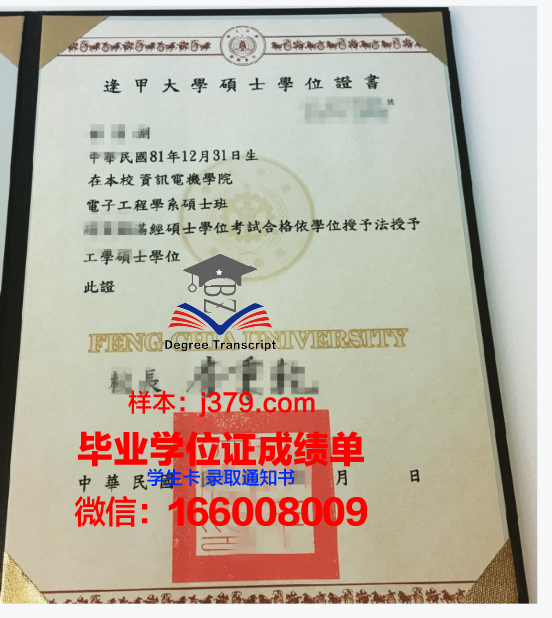 逢甲大學碩士學位證書
號
中華民國81年12月31日生
在本校 資訊電機學院
電子工程學系碩士班
經碩士學位考試合格依學位授予法授予
工學碩士學位
此證
BZ
FENG CHIA UNIVERSITY
Degree Transcript
校長
样本：j379.com
毕业学位证成绩单
中華民國 月 日
学生卡 录取通知书
微信：166008009